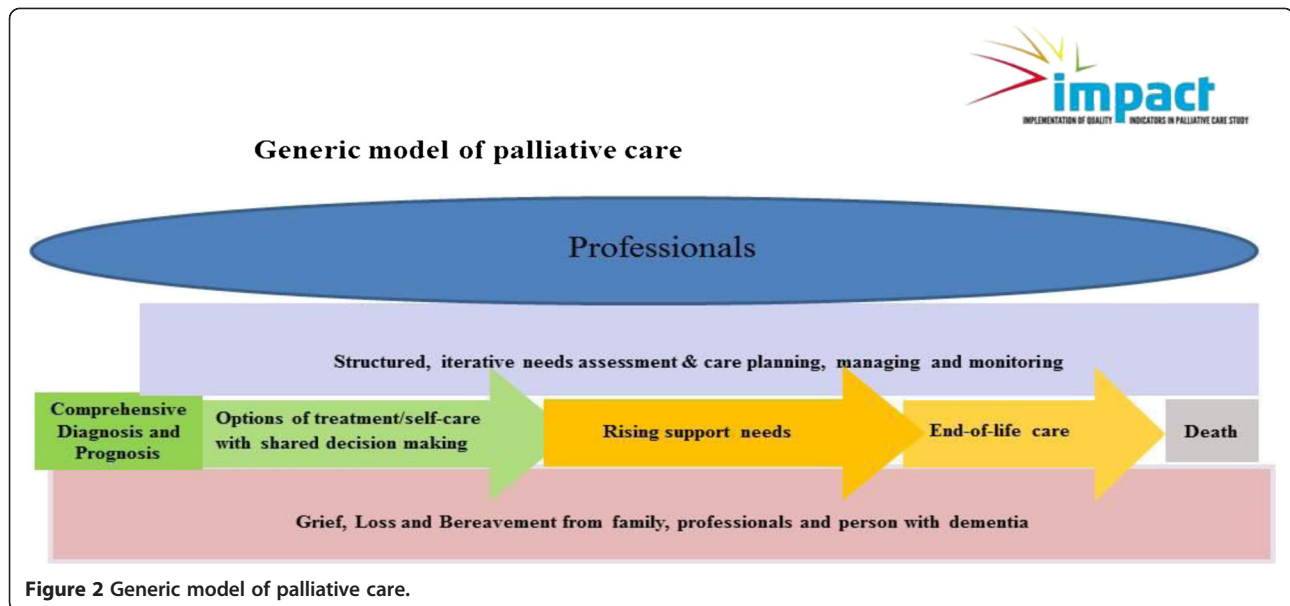 impact
IMPLEMENTATION OF QUALITY INDICATORS IN PALLIATIVE CARE STUDY
Generic model of palliative care
Professionals
Structured, iterative needs assessment & care planning, managing and monitoring
Comprehensive
Diagnosis and
Prognosis
Options of treatment/self-care
with shared decision making
Rising support needs
End-of-life care
Death
Grief, Loss and Bereavement from family, professionals and person with dementia
Figure 2 Generic model of palliative care.